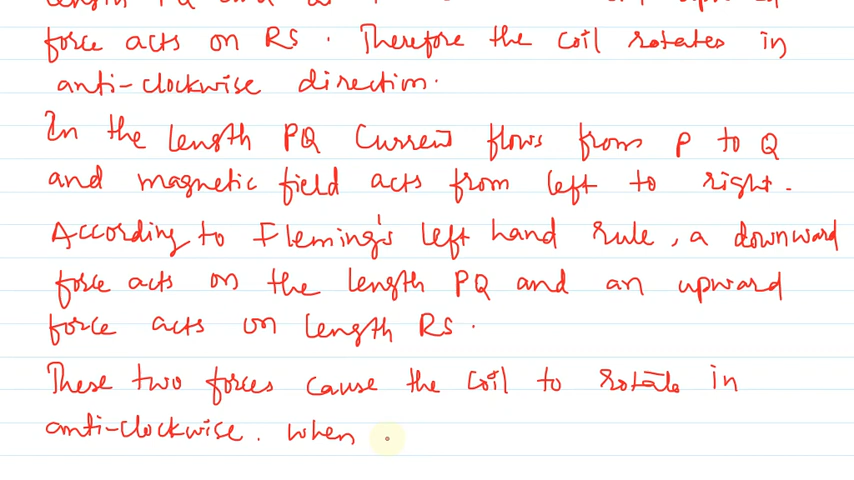 force acts on RS. Therefore the coil rotates in
anti-clockwise direction.
In the length PQ Current flows from P to Q
and magnetic field acts from left to right.
According to Fleming's left hand rule, a downward
force acts on the length PQ and an upward
force acts on length RS.
These two forces cause the coil to rotate in
anti-clockwise. When